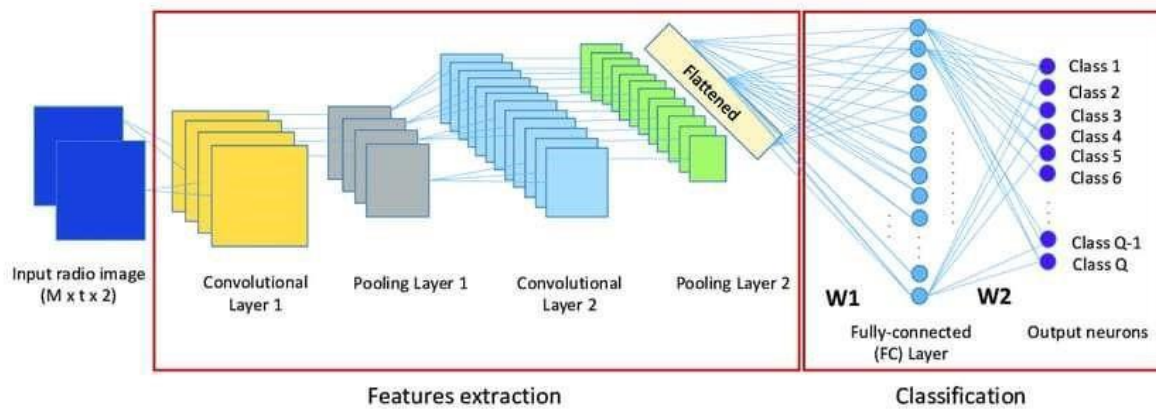 Flattened
Class 1
Class 2
Class 3
Class 4
Class 5
Class 6
Class Q-1
Class Q
Input radio image
(M x t x 2)
Convolutional
Layer 1
Pooling Layer 1
Convolutional
Layer 2
Pooling Layer 2
W1
W2
Fully-connected
(FC) Layer
Output neurons
Features extraction
Classification